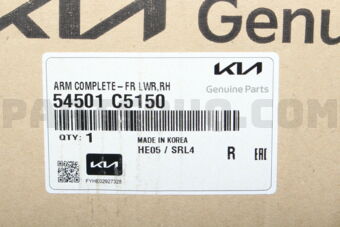 KIA Genu
ARM COMPLETE-FR LWR,RH
KIA
54501 C5150
Genuine Parts
QTY: 1
MADE IN KOREA
HE05 / SRL4
R
EAC
KIA
FYHE02927328